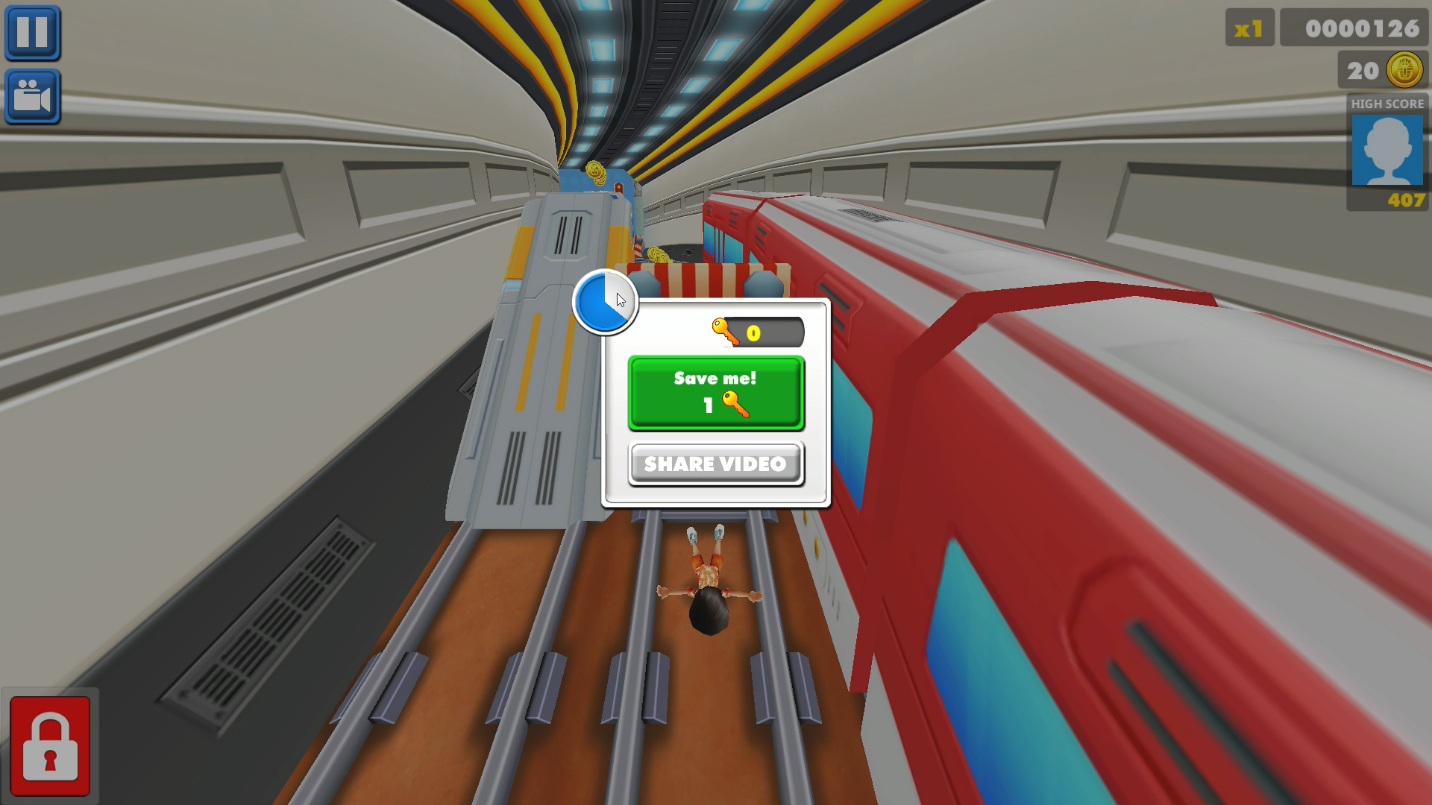 x1
0000126
20
HIGH SCORE
407
0
Save me!
1
SHARE VIDEO